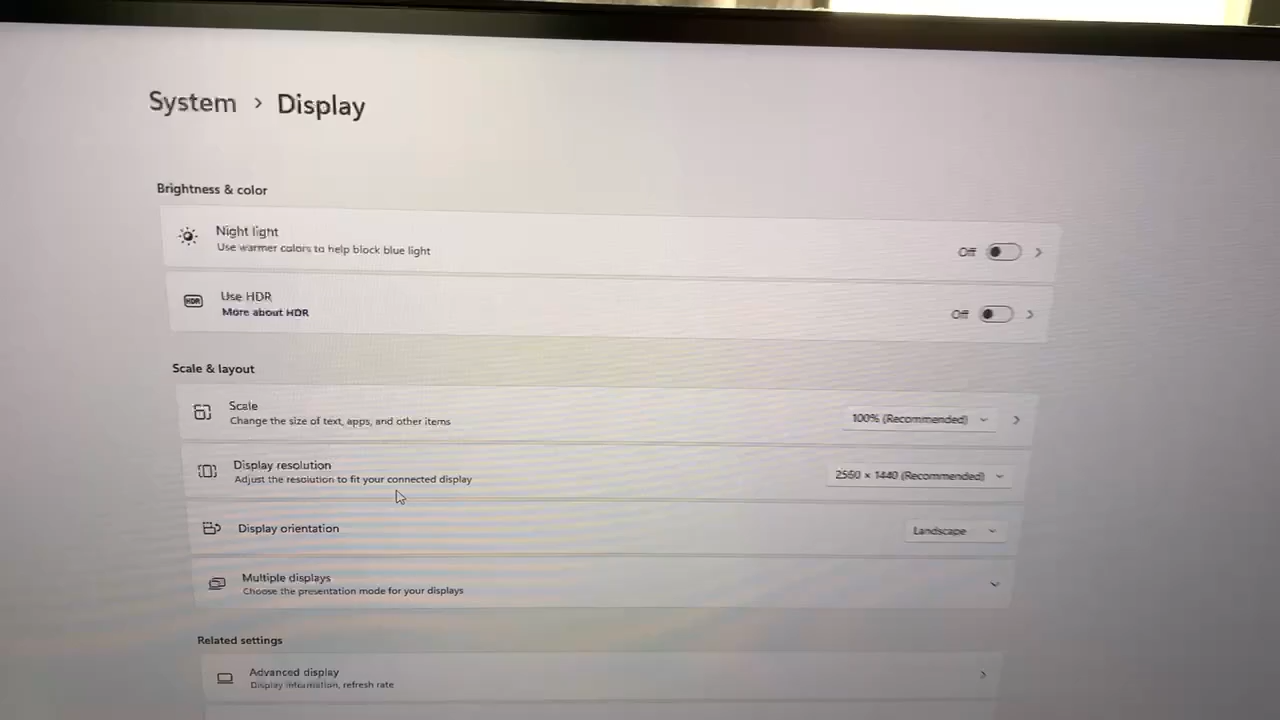 System > Display
Brightness & color
Night light
Use warmer colors to help block blue light
Off
HDR
Use HDR
More about HDR
Off
Scale & layout
Scale
Change the size of text, apps, and other items
100% (Recommended)
Display resolution
Adjust the resolution to fit your connected display
2560 × 1440 (Recommended)
Display orientation
Landscape
Multiple displays
Choose the presentation mode for your displays
Related settings
Advanced display
Display information, refresh rate